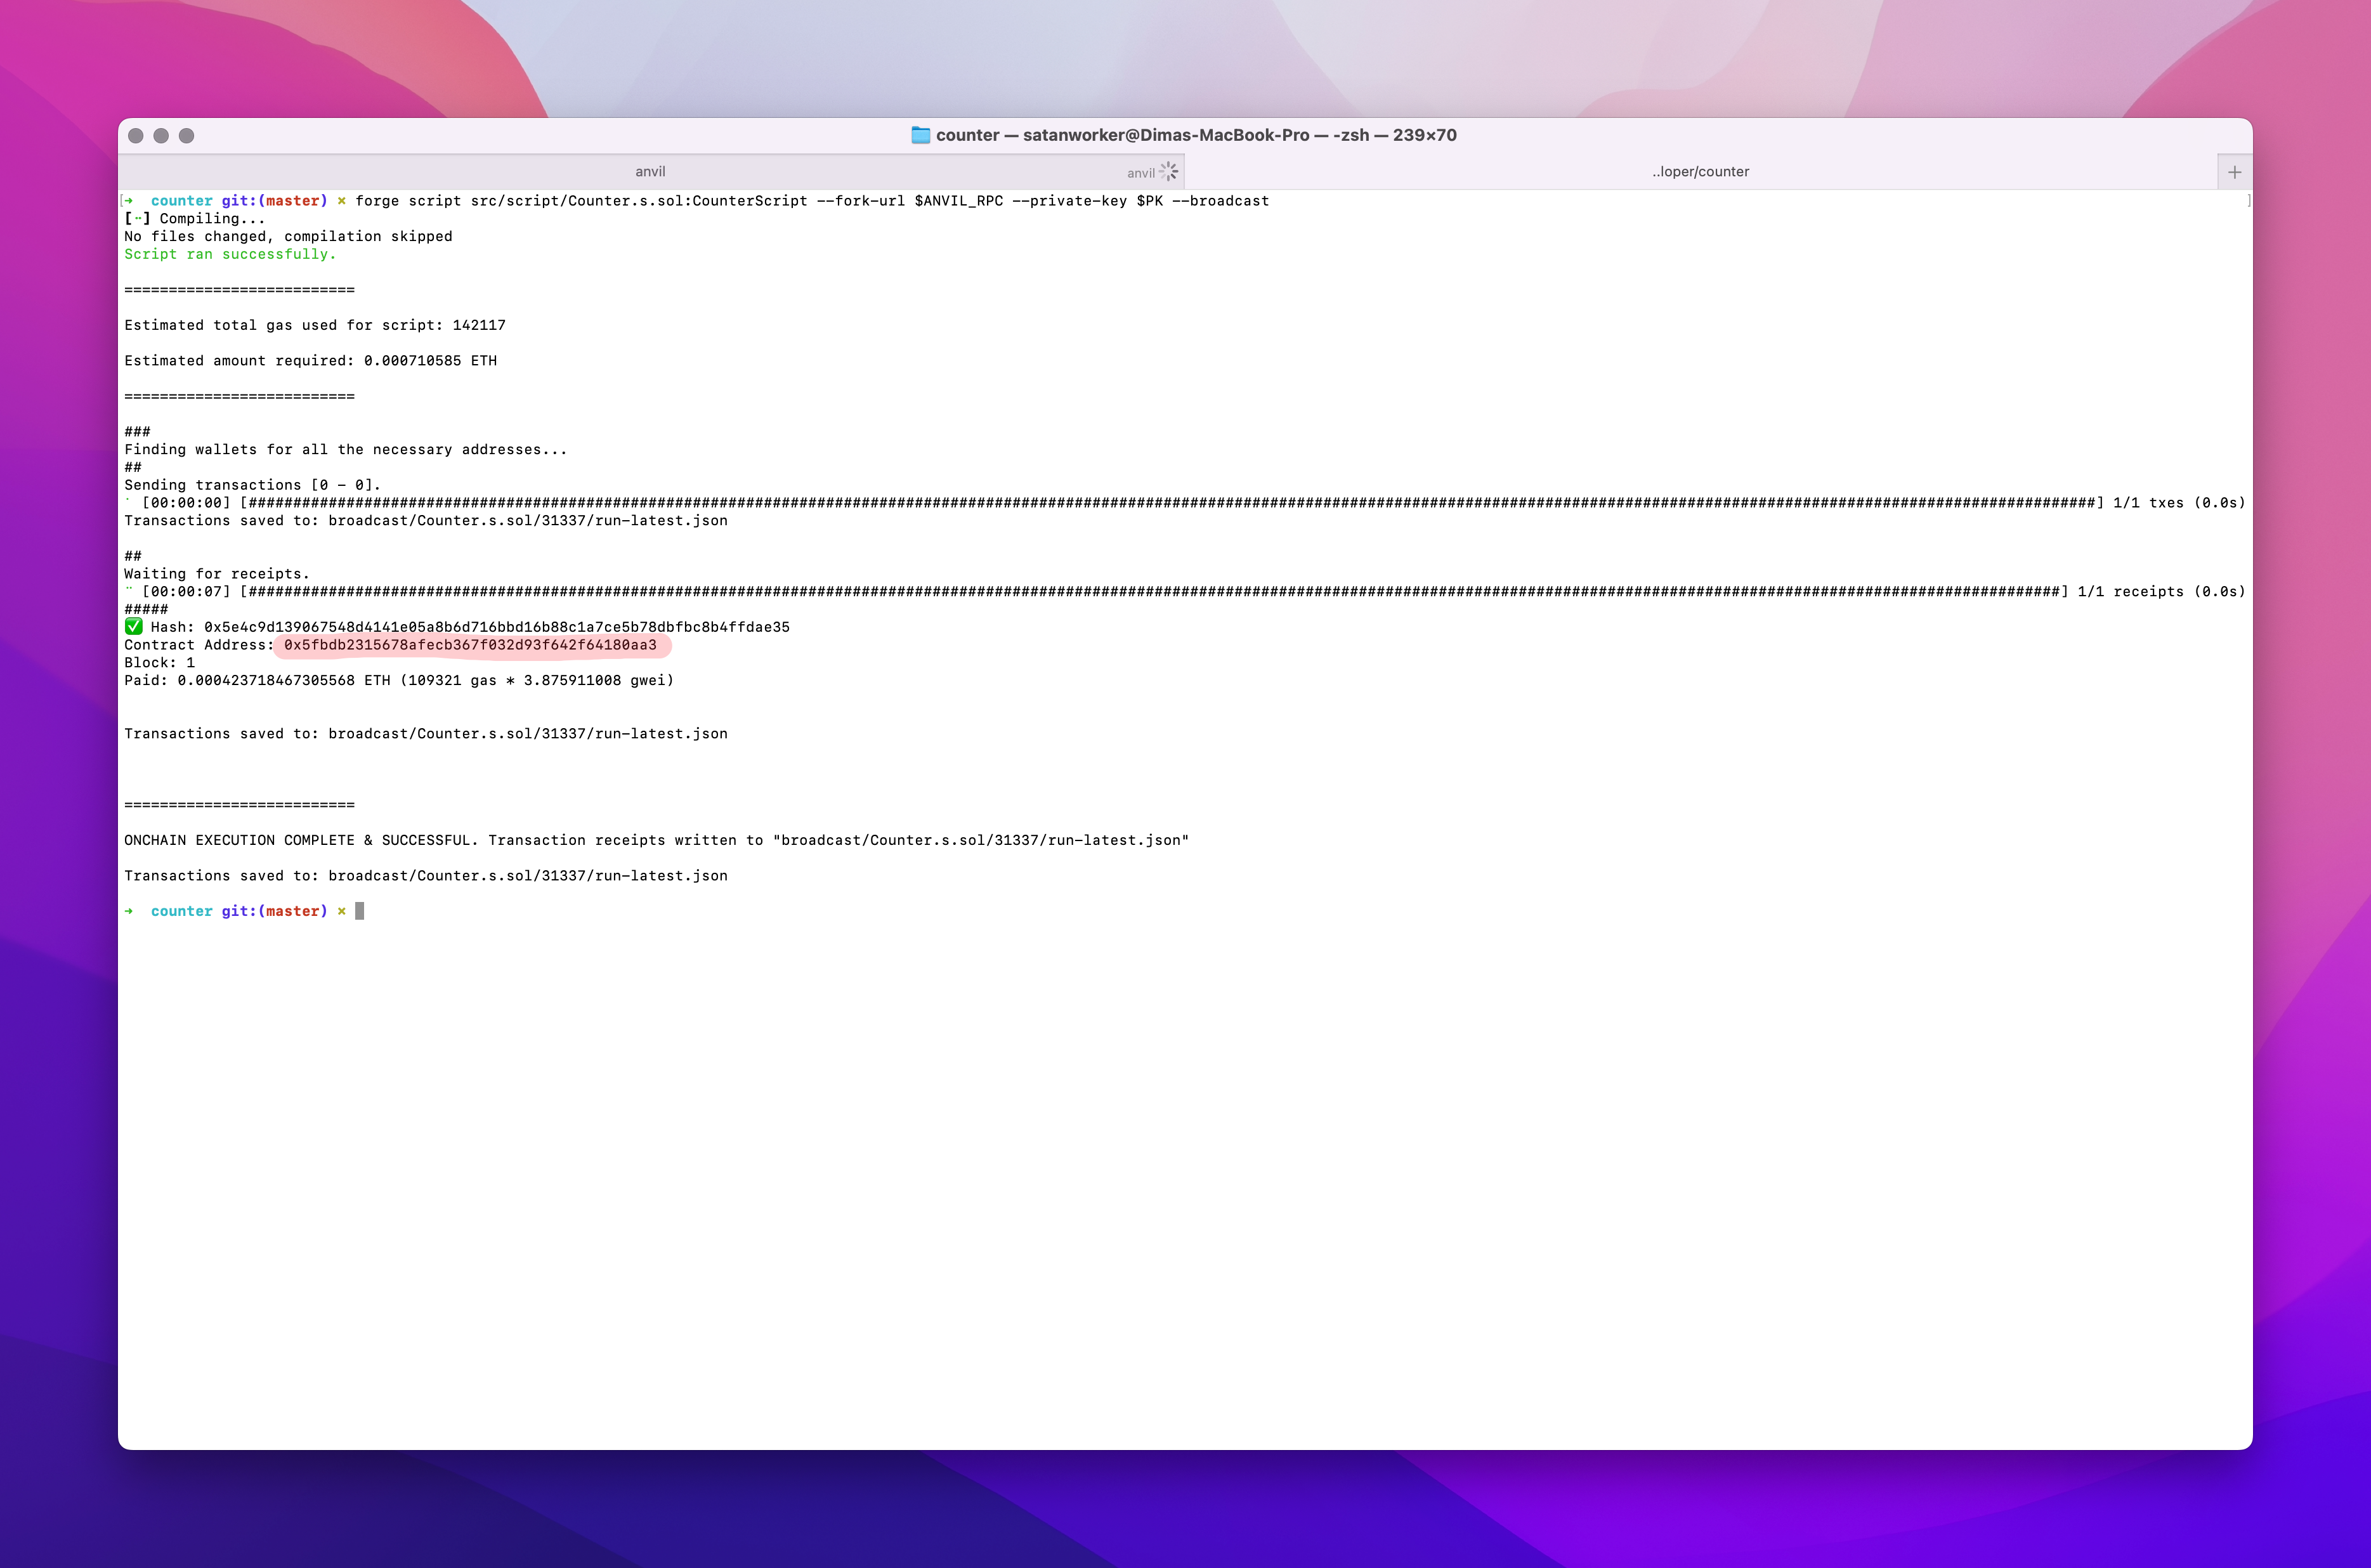 counter — satanworker@Dimas-MacBook-Pro — -zsh — 239×70
anvil anvil ..loper/counter +
[➜  counter git:(master) × forge script src/script/Counter.s.sol:CounterScript --fork-url $ANVIL_RPC --private-key $PK --broadcast ]
[⠒] Compiling...
No files changed, compilation skipped
Script ran successfully.
==========================
Estimated total gas used for script: 142117
Estimated amount required: 0.000710585 ETH
==========================
###
Finding wallets for all the necessary addresses...
##
Sending transactions [0 - 0].
⠁ [00:00:00] [################################################################################################################################################################################################################] 1/1 txes (0.0s)
Transactions saved to: broadcast/Counter.s.sol/31337/run-latest.json
##
Waiting for receipts.
⠉ [00:00:07] [############################################################################################################################################################################################################] 1/1 receipts (0.0s)
#####
✅ Hash: 0x5e4c9d139067548d4141e05a8b6d716bbd16b88c1a7ce5b78dbfbc8b4ffdae35
Contract Address: 0x5fbdb2315678afecb367f032d93f642f64180aa3
Block: 1
Paid: 0.000423718467305568 ETH (109321 gas * 3.875911008 gwei)
Transactions saved to: broadcast/Counter.s.sol/31337/run-latest.json
==========================
ONCHAIN EXECUTION COMPLETE & SUCCESSFUL. Transaction receipts written to "broadcast/Counter.s.sol/31337/run-latest.json"
Transactions saved to: broadcast/Counter.s.sol/31337/run-latest.json
➜  counter git:(master) ×